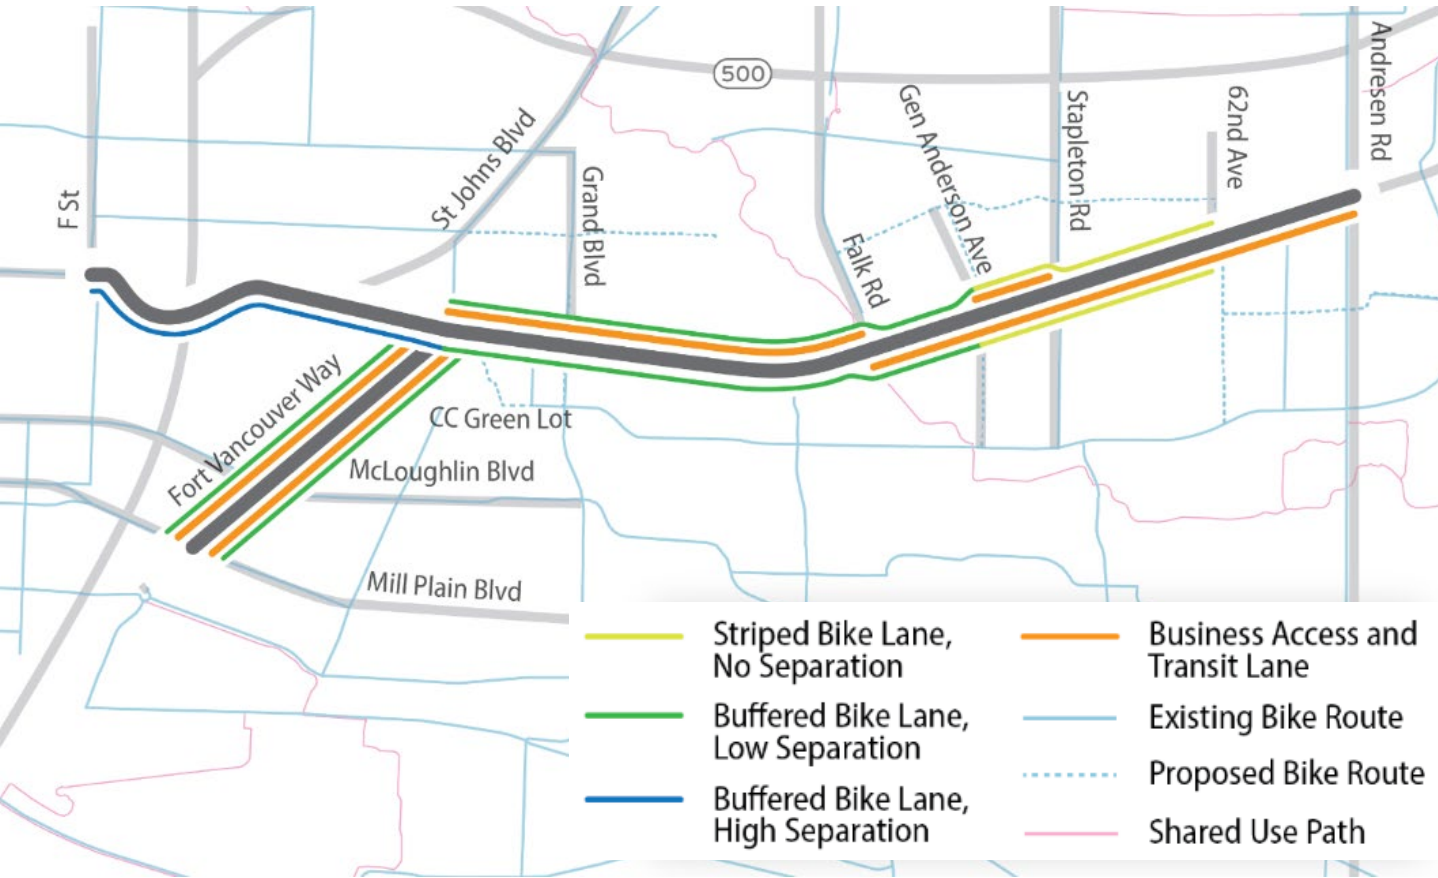 500
Andresen Rd
Gen Anderson Ave
Stapleton Rd
62nd Ave
St Johns Blvd
F St
Grand Blvd
Falk Rd
Fort Vancouver Way
CC Green Lot
McLoughlin Blvd
Mill Plain Blvd
Striped Bike Lane,
No Separation
Buffered Bike Lane,
Low Separation
Buffered Bike Lane,
High Separation
Business Access and
Transit Lane
Existing Bike Route
Proposed Bike Route
Shared Use Path